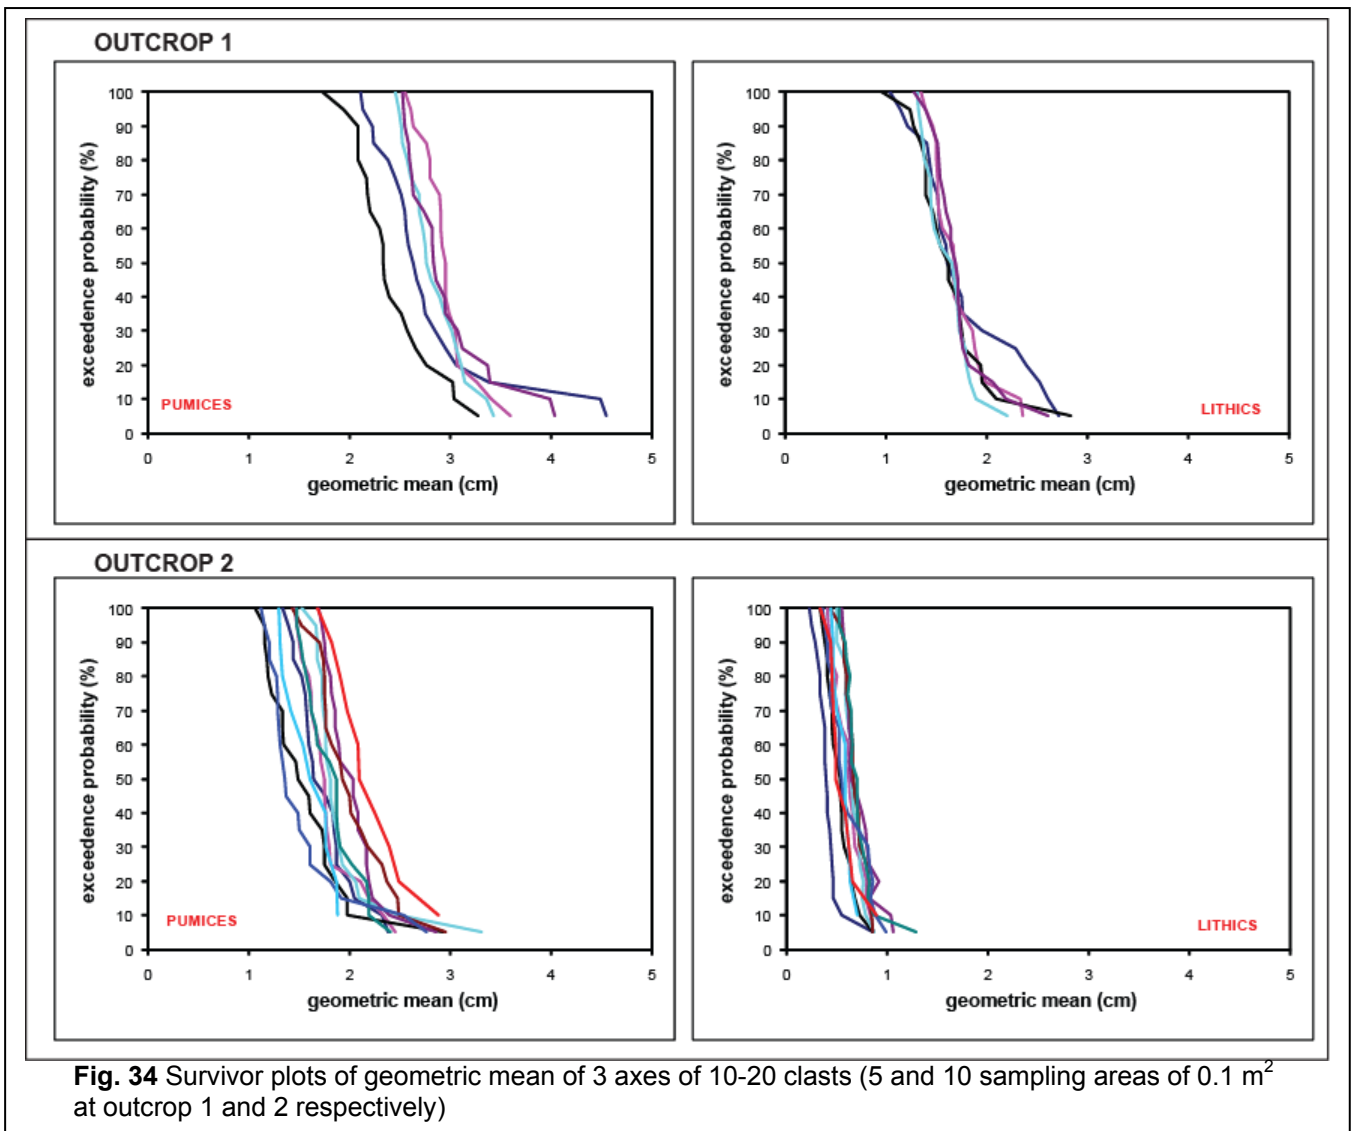 OUTCROP 1
100
90
80
70
60
50
40
30
20
10
0
exceedence probability (%)
PUMICES
0 1 2 3 4 5
geometric mean (cm)
100
90
80
70
60
50
40
30
20
10
0
exceedence probability (%)
LITHICS
0 1 2 3 4 5
geometric mean (cm)
OUTCROP 2
100
90
80
70
60
50
40
30
20
10
0
exceedence probability (%)
PUMICES
0 1 2 3 4 5
geometric mean (cm)
100
90
80
70
60
50
40
30
20
10
0
exceedence probability (%)
LITHICS
0 1 2 3 4 5
geometric mean (cm)
Fig. 34 Survivor plots of geometric mean of 3 axes of 10-20 clasts (5 and 10 sampling areas of 0.1 m²
at outcrop 1 and 2 respectively)